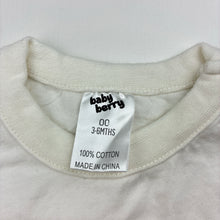 baby
berry
00
3-6MTHS
100% COTTON
MADE IN CHINA